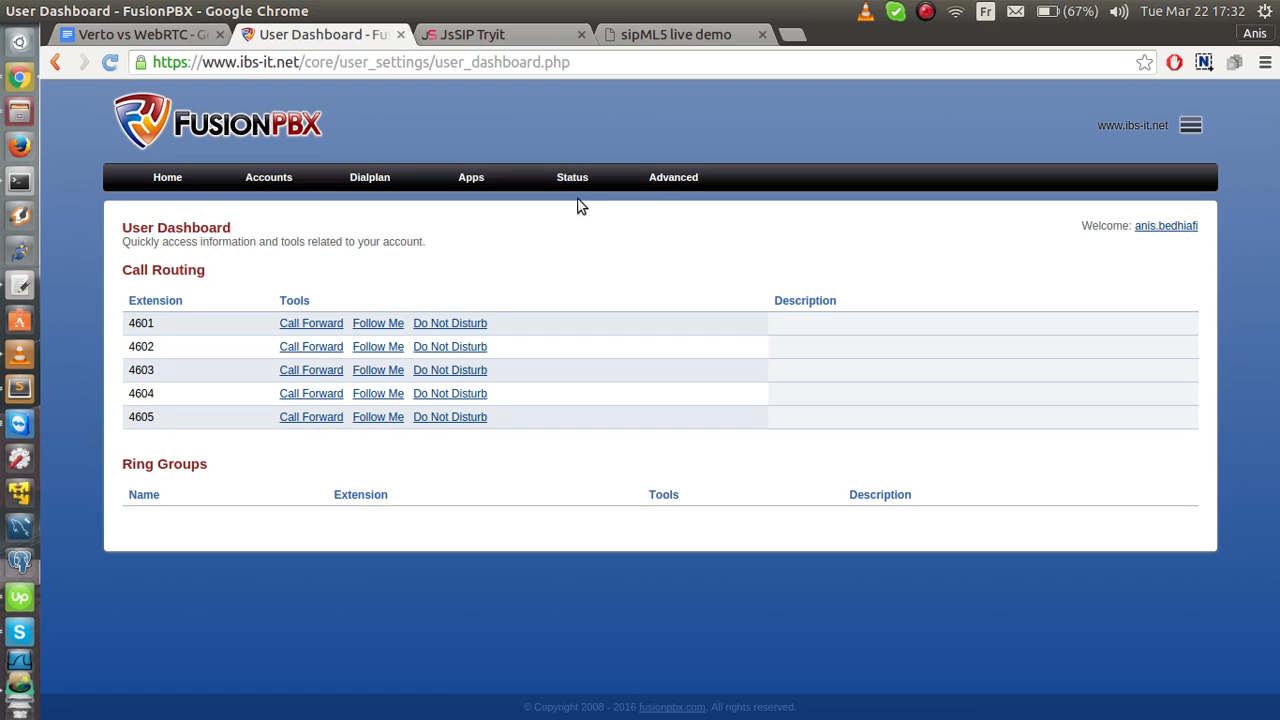 User Dashboard - FusionPBX - Google Chrome
Fr
(67%)
Tue Mar 22 17:32
Verto vs WebRTC - G
User Dashboard - Fus
JsSIP Tryit
sipML5 live demo
Anis
https://www.ibs-it.net/core/user_settings/user_dashboard.php
FUSIONPBX
www.ibs-it.net
Home Accounts Dialplan Apps Status Advanced
User Dashboard
Welcome: anis.bedhiafi
Quickly access information and tools related to your account.
Call Routing
Extension Tools Description
4601 Call Forward Follow Me Do Not Disturb
4602 Call Forward Follow Me Do Not Disturb
4603 Call Forward Follow Me Do Not Disturb
4604 Call Forward Follow Me Do Not Disturb
4605 Call Forward Follow Me Do Not Disturb
Ring Groups
Name Extension Tools Description
Up
S
© Copyright 2008 - 2016 fusionpbx.com. All rights reserved.